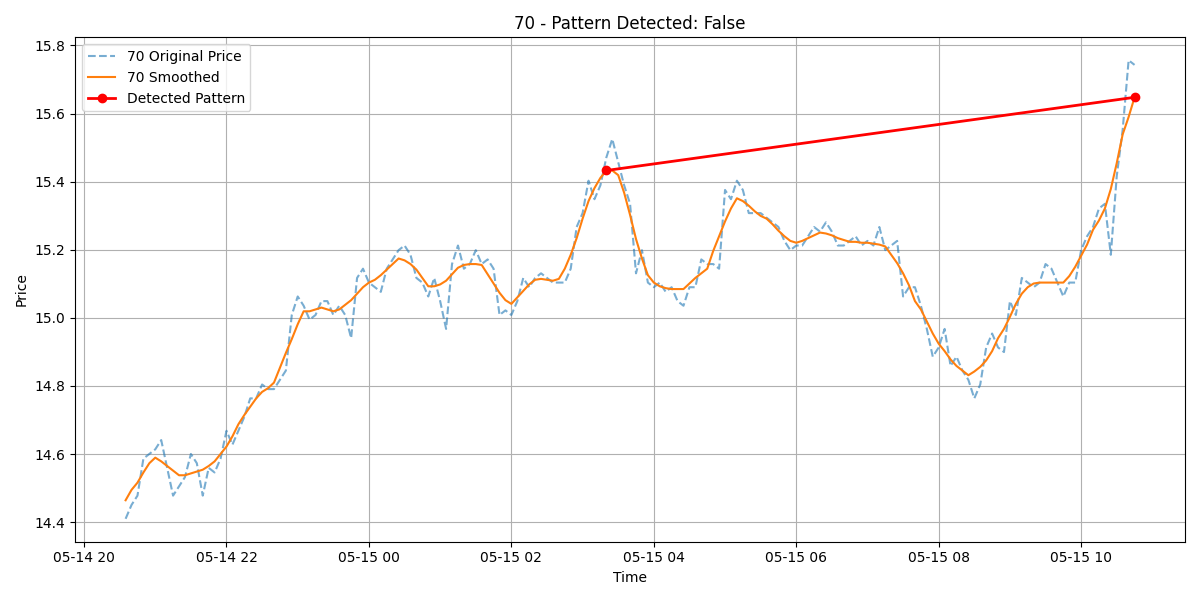 70 - Pattern Detected: False
70 Original Price
70 Smoothed
Detected Pattern
Price
15.8
15.6
15.4
15.2
15.0
14.8
14.6
14.4
05-14 20
05-14 22
05-15 00
05-15 02
05-15 04
05-15 06
05-15 08
05-15 10
Time